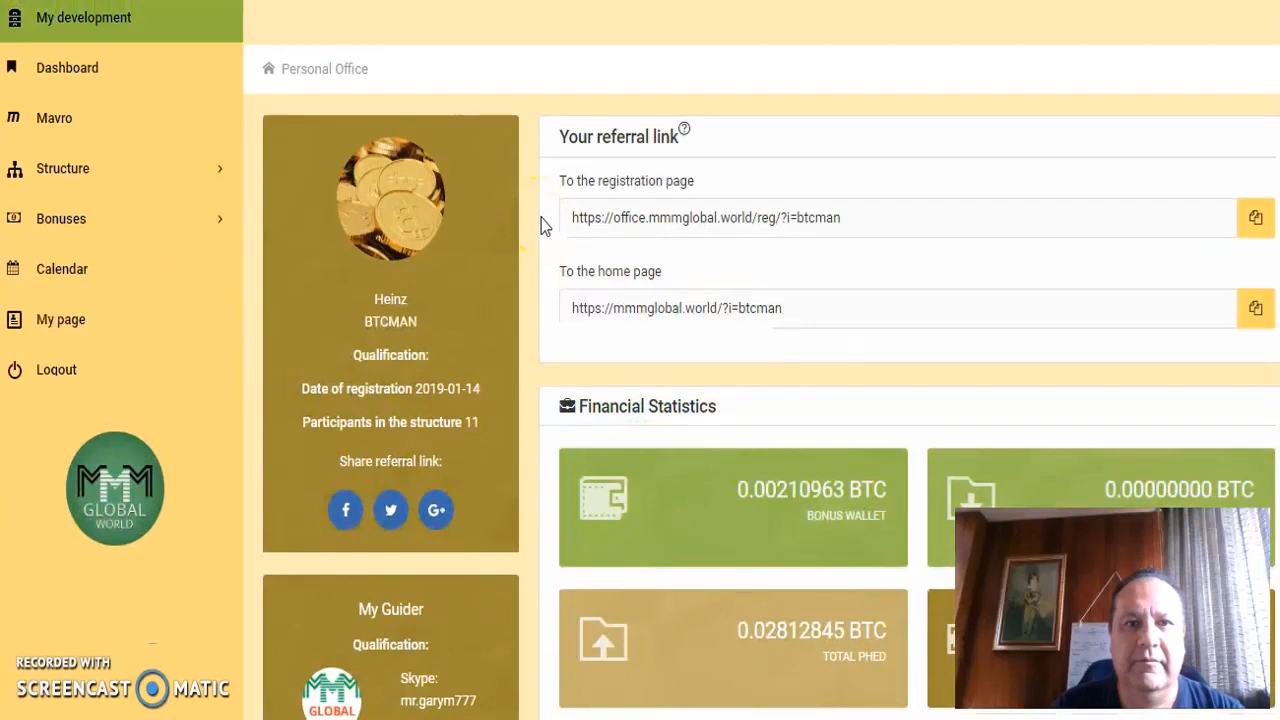 My development
Dashboard
Mavro
Structure
Bonuses
Calendar
My page
Logout
MMM
GLOBAL
WORLD
RECORDED WITH
SCREENCAST MATIC
Personal Office
Heinz
BTCMAN
Qualification:
Date of registration 2019-01-14
Participants in the structure 11
Share referral link:
My Guider
Qualification:
Skype:
mr.garym777
GLOBAL
Your referral link
To the registration page
https://office.mmmglobal.world/reg/?i=btcman
To the home page
https://mmmglobal.world/?i=btcman
Financial Statistics
0.00210963 BTC
BONUS WALLET
0.00000000 BTC
0.02812845 BTC
TOTAL PHED